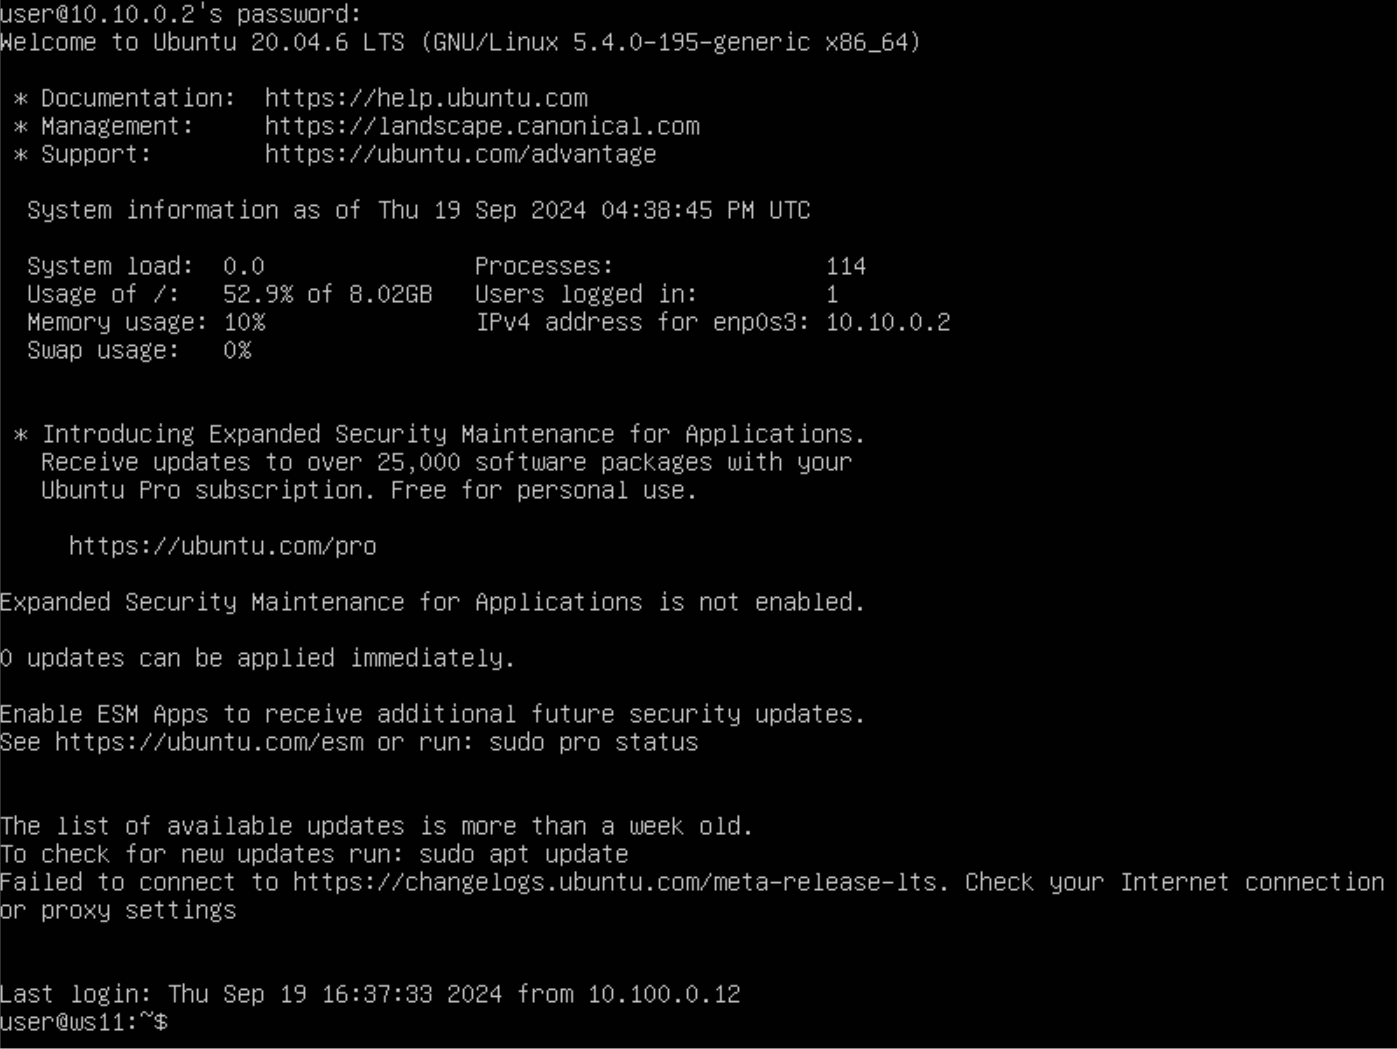 user@10.10.0.2's password:
Welcome to Ubuntu 20.04.6 LTS (GNU/Linux 5.4.0-195-generic x86_64)
* Documentation:  https://help.ubuntu.com
* Management:     https://landscape.canonical.com
* Support:        https://ubuntu.com/advantage
System information as of Thu 19 Sep 2024 04:38:45 PM UTC
System load:  0.0               Processes:               114
Usage of /:   52.9% of 8.02GB   Users logged in:         1
Memory usage: 10%               IPv4 address for enp0s3: 10.10.0.2
Swap usage:   0%
* Introducing Expanded Security Maintenance for Applications.
Receive updates to over 25,000 software packages with your
Ubuntu Pro subscription. Free for personal use.
https://ubuntu.com/pro
Expanded Security Maintenance for Applications is not enabled.
0 updates can be applied immediately.
Enable ESM Apps to receive additional future security updates.
See https://ubuntu.com/esm or run: sudo pro status
The list of available updates is more than a week old.
To check for new updates run: sudo apt update
Failed to connect to https://changelogs.ubuntu.com/meta-release-lts. Check your Internet connection
or proxy settings
Last login: Thu Sep 19 16:37:33 2024 from 10.100.0.12
user@ws11:~$